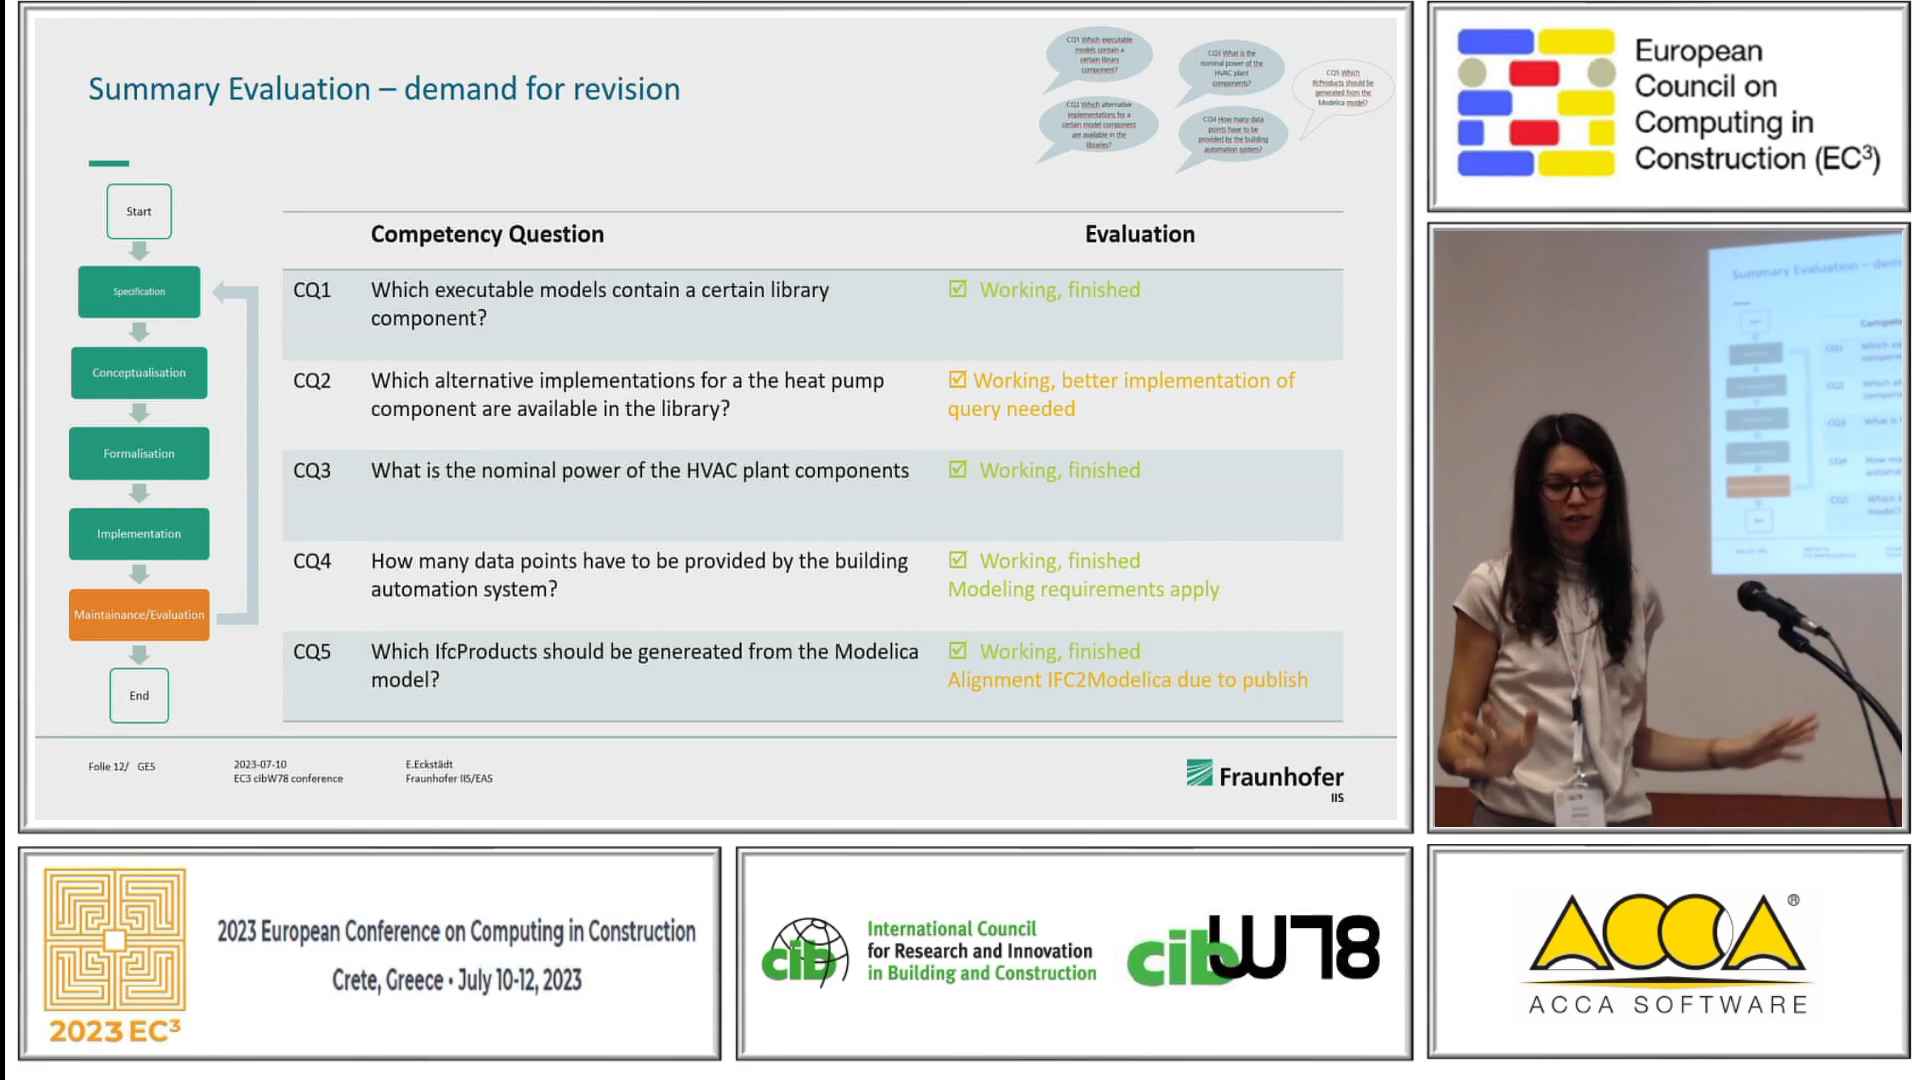 Summary Evaluation – demand for revision
CQ1 Which executable
models contain a
certain library
component?
CQ2 Which alternative
implementations for a
certain model component
are available in the
libraries?
CQ3 What is the
nominal power of the
HVAC plant
components?
CQ4 How many data
points have to be
provided by the building
automation system?
CQ5 Which
IfcProducts should be
generated from the
Modelica model?
Start
Specification
Conceptualisation
Formalisation
Implementation
Maintainance/Evaluation
End
Competency Question Evaluation
CQ1 Which executable models contain a certain library
component?
Working, finished
CQ2 Which alternative implementations for a the heat pump
component are available in the library?
Working, better implementation of
query needed
CQ3 What is the nominal power of the HVAC plant components
Working, finished
CQ4 How many data points have to be provided by the building
automation system?
Working, finished
Modeling requirements apply
CQ5 Which IfcProducts should be genereated from the Modelica
model?
Working, finished
Alignment IFC2Modelica due to publish
Folie 12/ GES
2023-07-10
EC3 cibW78 conference
E.Eckstädt
Fraunhofer IIS/EAS
Fraunhofer
IIS
European
Council on
Computing in
Construction (EC³)
Summary Evaluation – dem
CQ1
CQ2
CQ3
CQ4
CQ5
2023 EC³
2023 European Conference on Computing in Construction
Crete, Greece • July 10-12, 2023
cib
International Council
for Research and Innovation
in Building and Construction
cibW78
ACCA ®
ACCA SOFTWARE